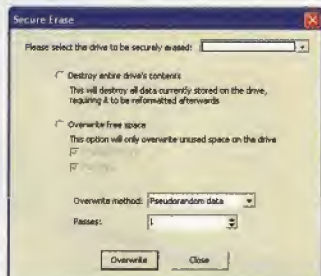 Secure Erase
Please select the drive to be securely erased:
Destroy entire drive's contents
This will destroy all data currently stored on the drive,
requiring it to be reformatted afterwards
Overwrite free space
This option will only overwrite unused space on the drive
Overwrite method: Pseudorandom data
Passes: 1
Overwrite Close